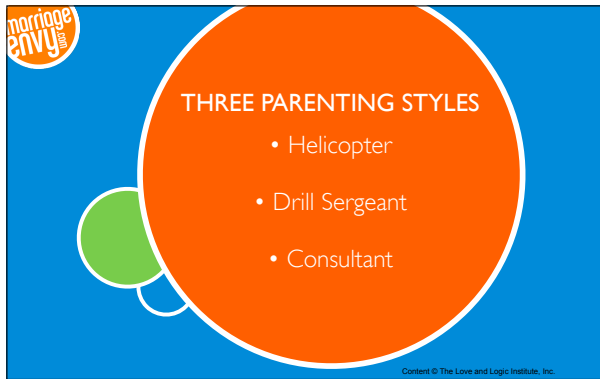 marriage
envy.com
THREE PARENTING STYLES
• Helicopter
• Drill Sergeant
• Consultant
Content © The Love and Logic Institute, Inc.